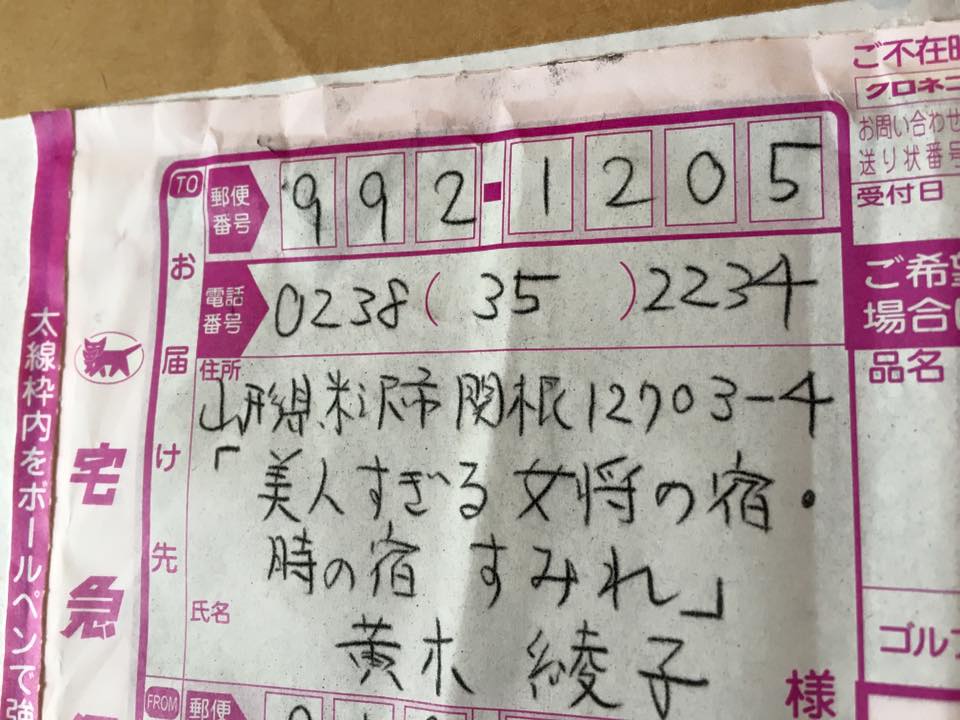 太線枠内をボールペンで強
宅急
TO
お届け先
郵便番号
992-1205
電話番号
0238(35)2234
住所
山形県米沢市関根12703-4
「美人すぎる女将の宿・
時の宿 すみれ」
氏名
黄木 綾子
様
FROM
郵便
ご不在時
クロネコ
お問い合わせ
送り状番号
受付日
ご希望
場合は
品名
ゴルフ